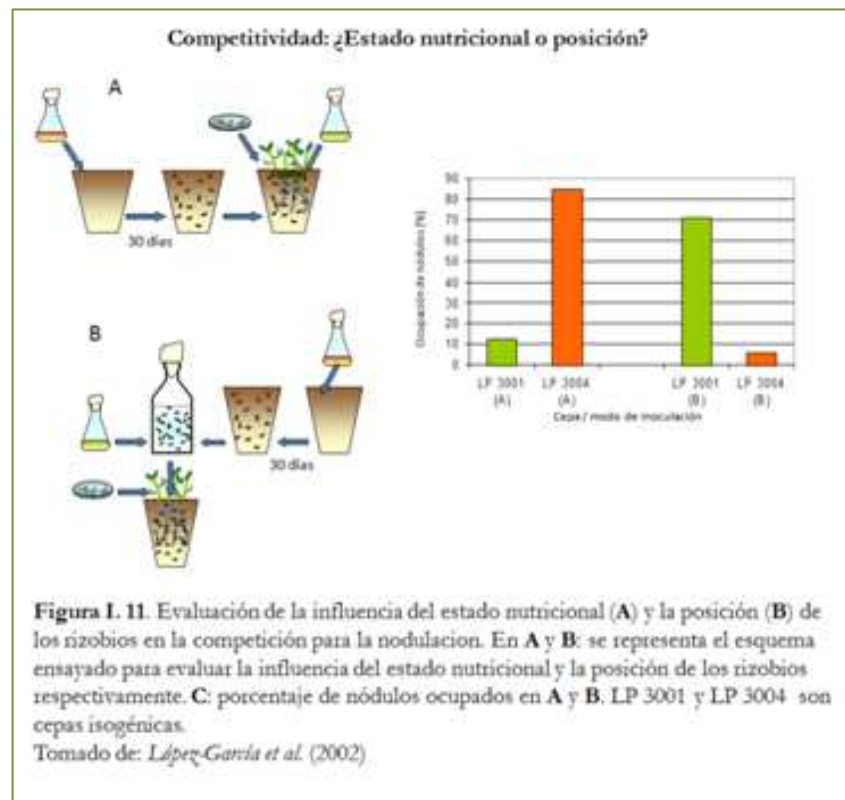 Competitividad: ¿Estado nutricional o posición?
A
30 días
B
30 días
Ocupación de nódulos (%)
90
80
70
60
50
40
30
20
10
0
LP 3001 LP 3004 LP 3001 LP 3004
(A) (A) (B) (B)
Cepa / modo de inoculación
Figura I. 11. Evaluación de la influencia del estado nutricional (A) y la posición (B) de
los rizobios en la competición para la nodulacion. En A y B: se representa el esquema
ensayado para evaluar la influencia del estado nutricional y la posición de los rizobios
respectivamente. C: porcentaje de nódulos ocupados en A y B. LP 3001 y LP 3004 son
cepas isogénicas.
Tomado de: López-García et al. (2002)